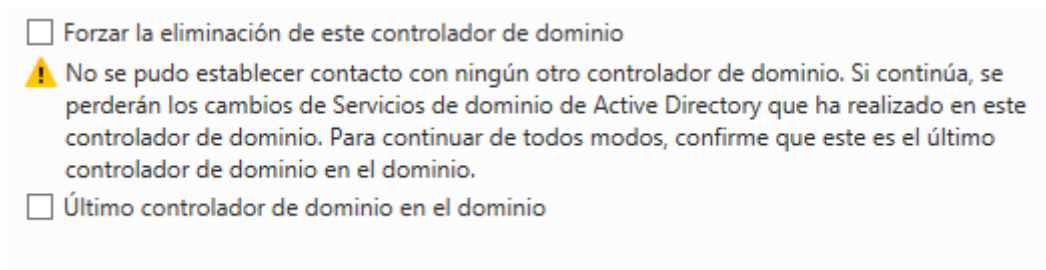 Forzar la eliminación de este controlador de dominio
No se pudo establecer contacto con ningún otro controlador de dominio. Si continúa, se
perderán los cambios de Servicios de dominio de Active Directory que ha realizado en este
controlador de dominio. Para continuar de todos modos, confirme que este es el último
controlador de dominio en el dominio.
Último controlador de dominio en el dominio